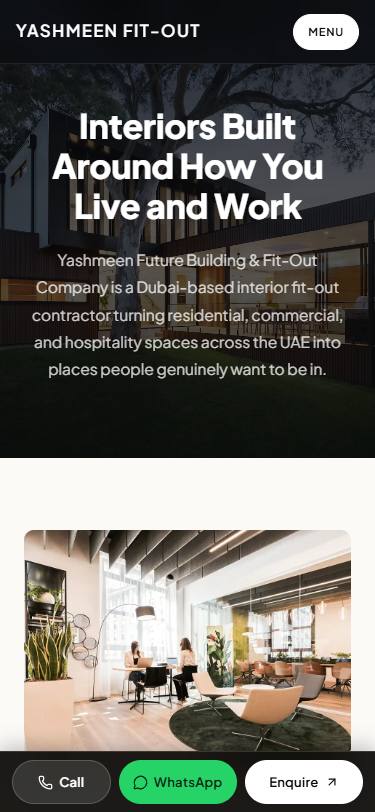 YASHMEEN FIT-OUT
MENU
Interiors Built
Around How You
Live and Work
Yashmeen Future Building & Fit-Out
Company is a Dubai-based interior fit-out
contractor turning residential, commercial,
and hospitality spaces across the UAE into
places people genuinely want to be in.
Call
WhatsApp
Enquire